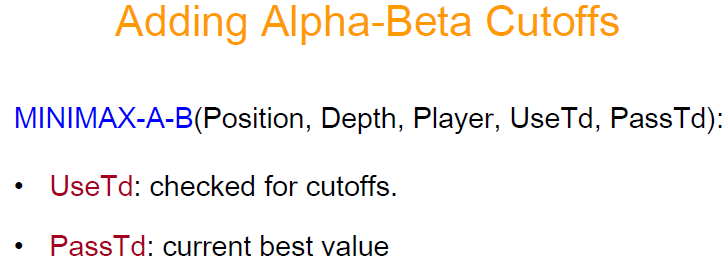 Adding Alpha-Beta Cutoffs
MINIMAX-A-B(Position, Depth, Player, UseTd, PassTd):
• UseTd: checked for cutoffs.
• PassTd: current best value